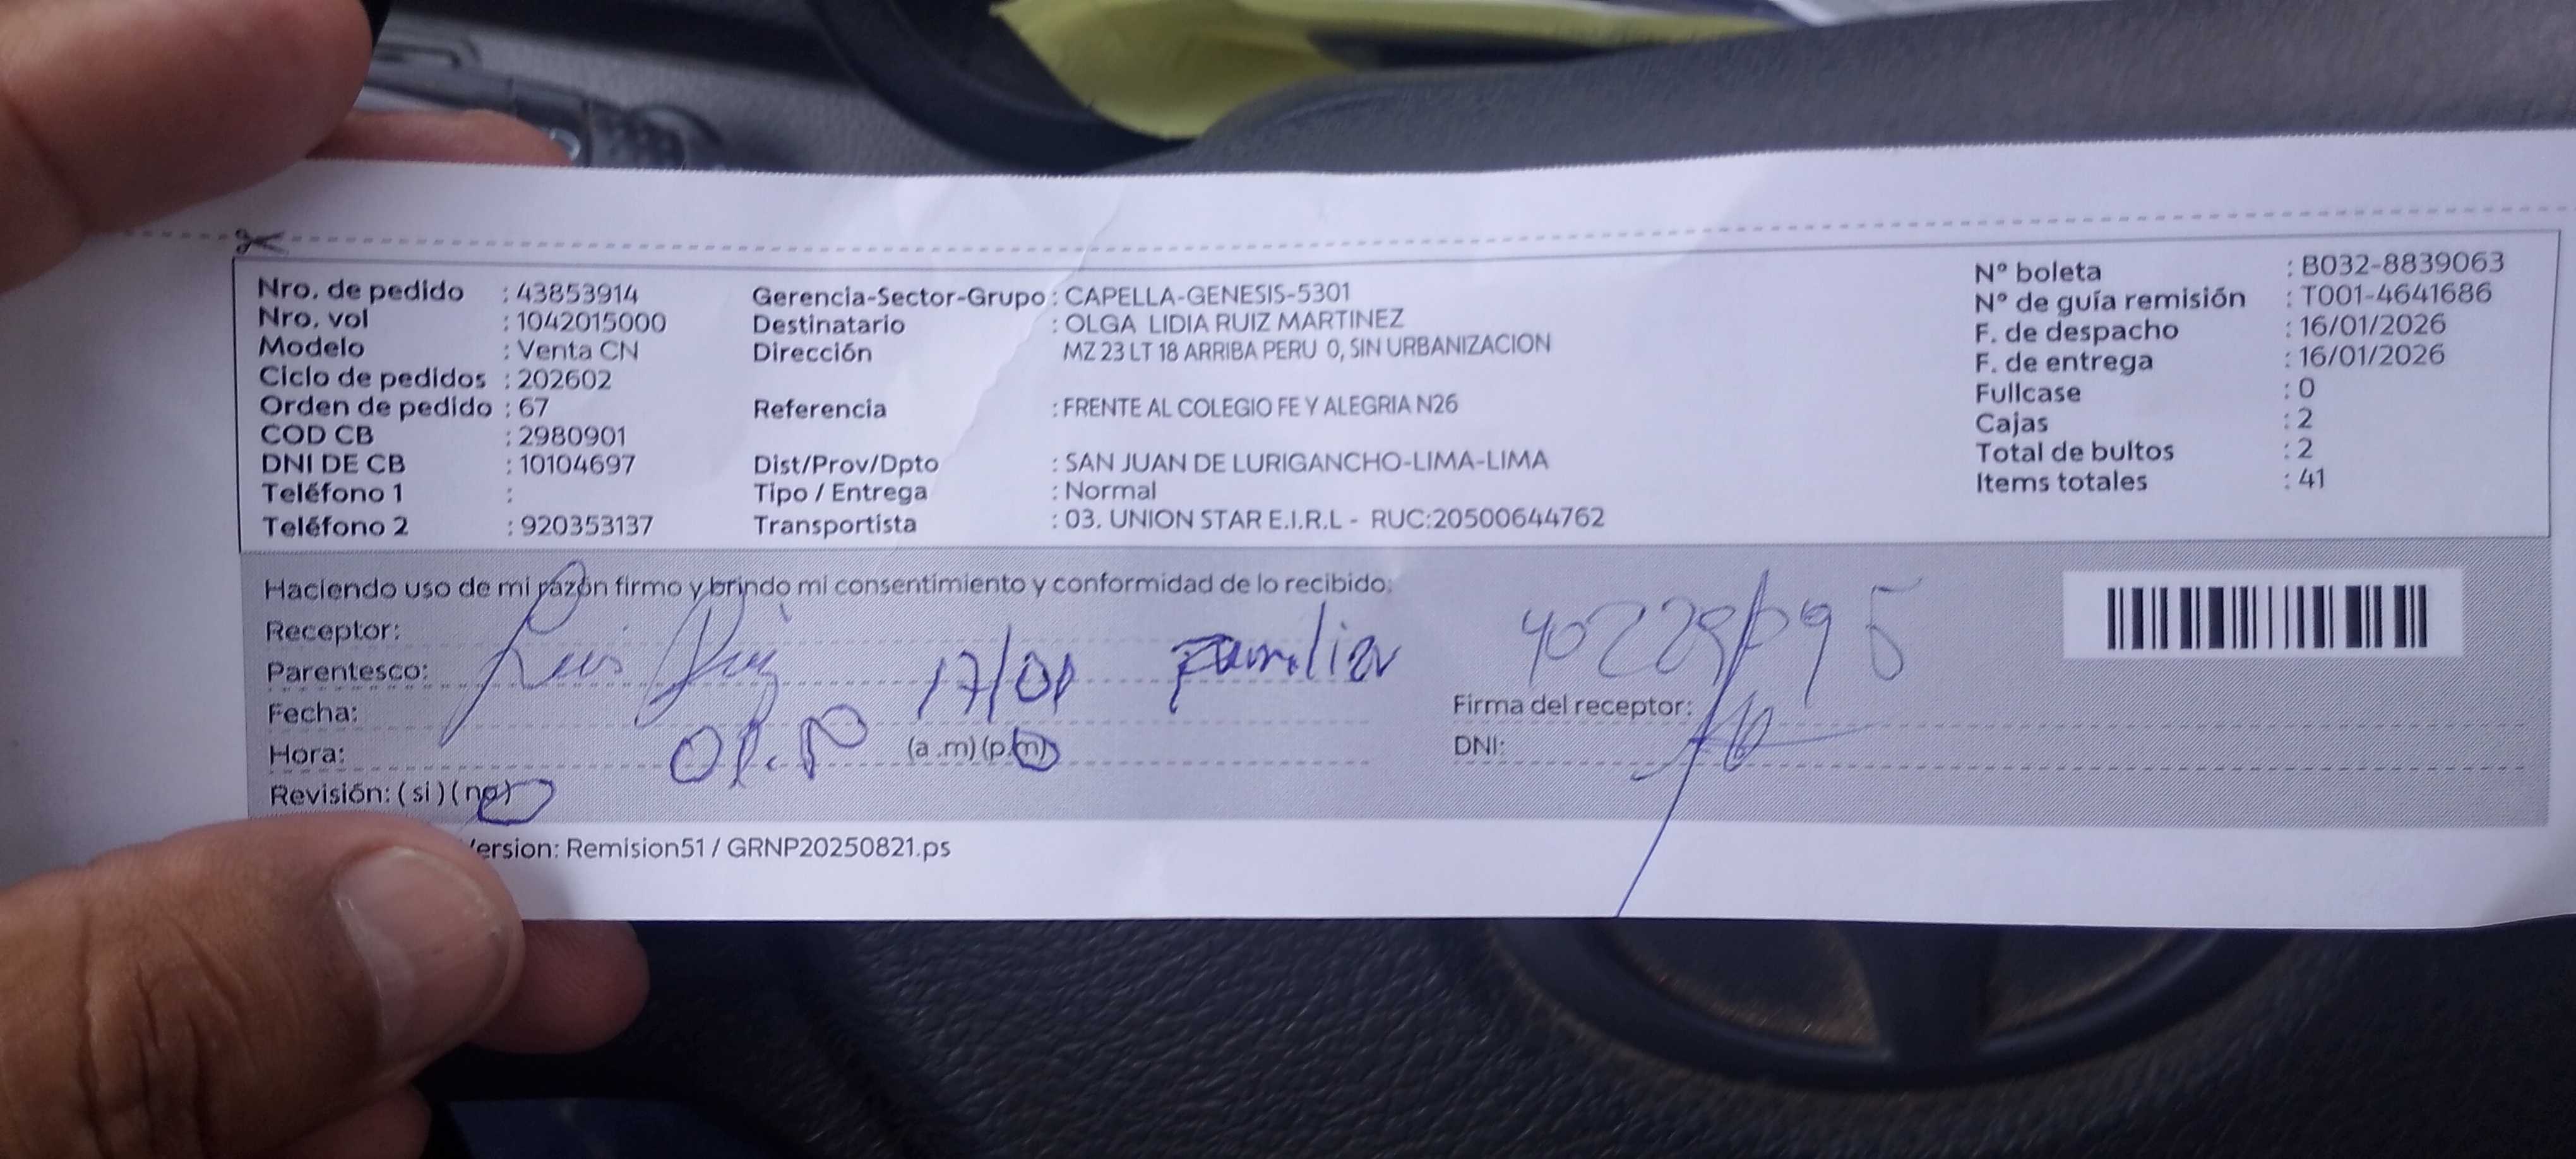 Nro. de pedido : 43853914
Nro. vol : 1042015000
Modelo : Venta CN
Ciclo de pedidos : 202602
Orden de pedido : 67
COD CB : 2980901
DNI DE CB : 10104697
Teléfono 1 :
Teléfono 2 : 920353137
Gerencia-Sector-Grupo : CAPELLA-GENESIS-5301
Destinatario : OLGA LIDIA RUIZ MARTINEZ
Dirección MZ 23 LT 18 ARRIBA PERU 0, SIN URBANIZACION
Referencia : FRENTE AL COLEGIO FE Y ALEGRIA N26
Dist/Prov/Dpto : SAN JUAN DE LURIGANCHO-LIMA-LIMA
Tipo / Entrega : Normal
Transportista : 03. UNION STAR E.I.R.L - RUC:20500644762
N° boleta : B032-8839063
N° de guía remisión : T001-4641686
F. de despacho : 16/01/2026
F. de entrega : 16/01/2026
Fullcase : 0
Cajas : 2
Total de bultos : 2
Items totales : 41
Haciendo uso de mi razón firmo y brindo mi consentimiento y conformidad de lo recibido.
Receptor:
Parentesco: Luis Ruiz 17/01 Familiar
Fecha:
Hora: (a.m) (p.m)
Revisión: ( si ) ( no )
Firma del receptor:
DNI:
ersion: Remision51 / GRNP20250821.ps